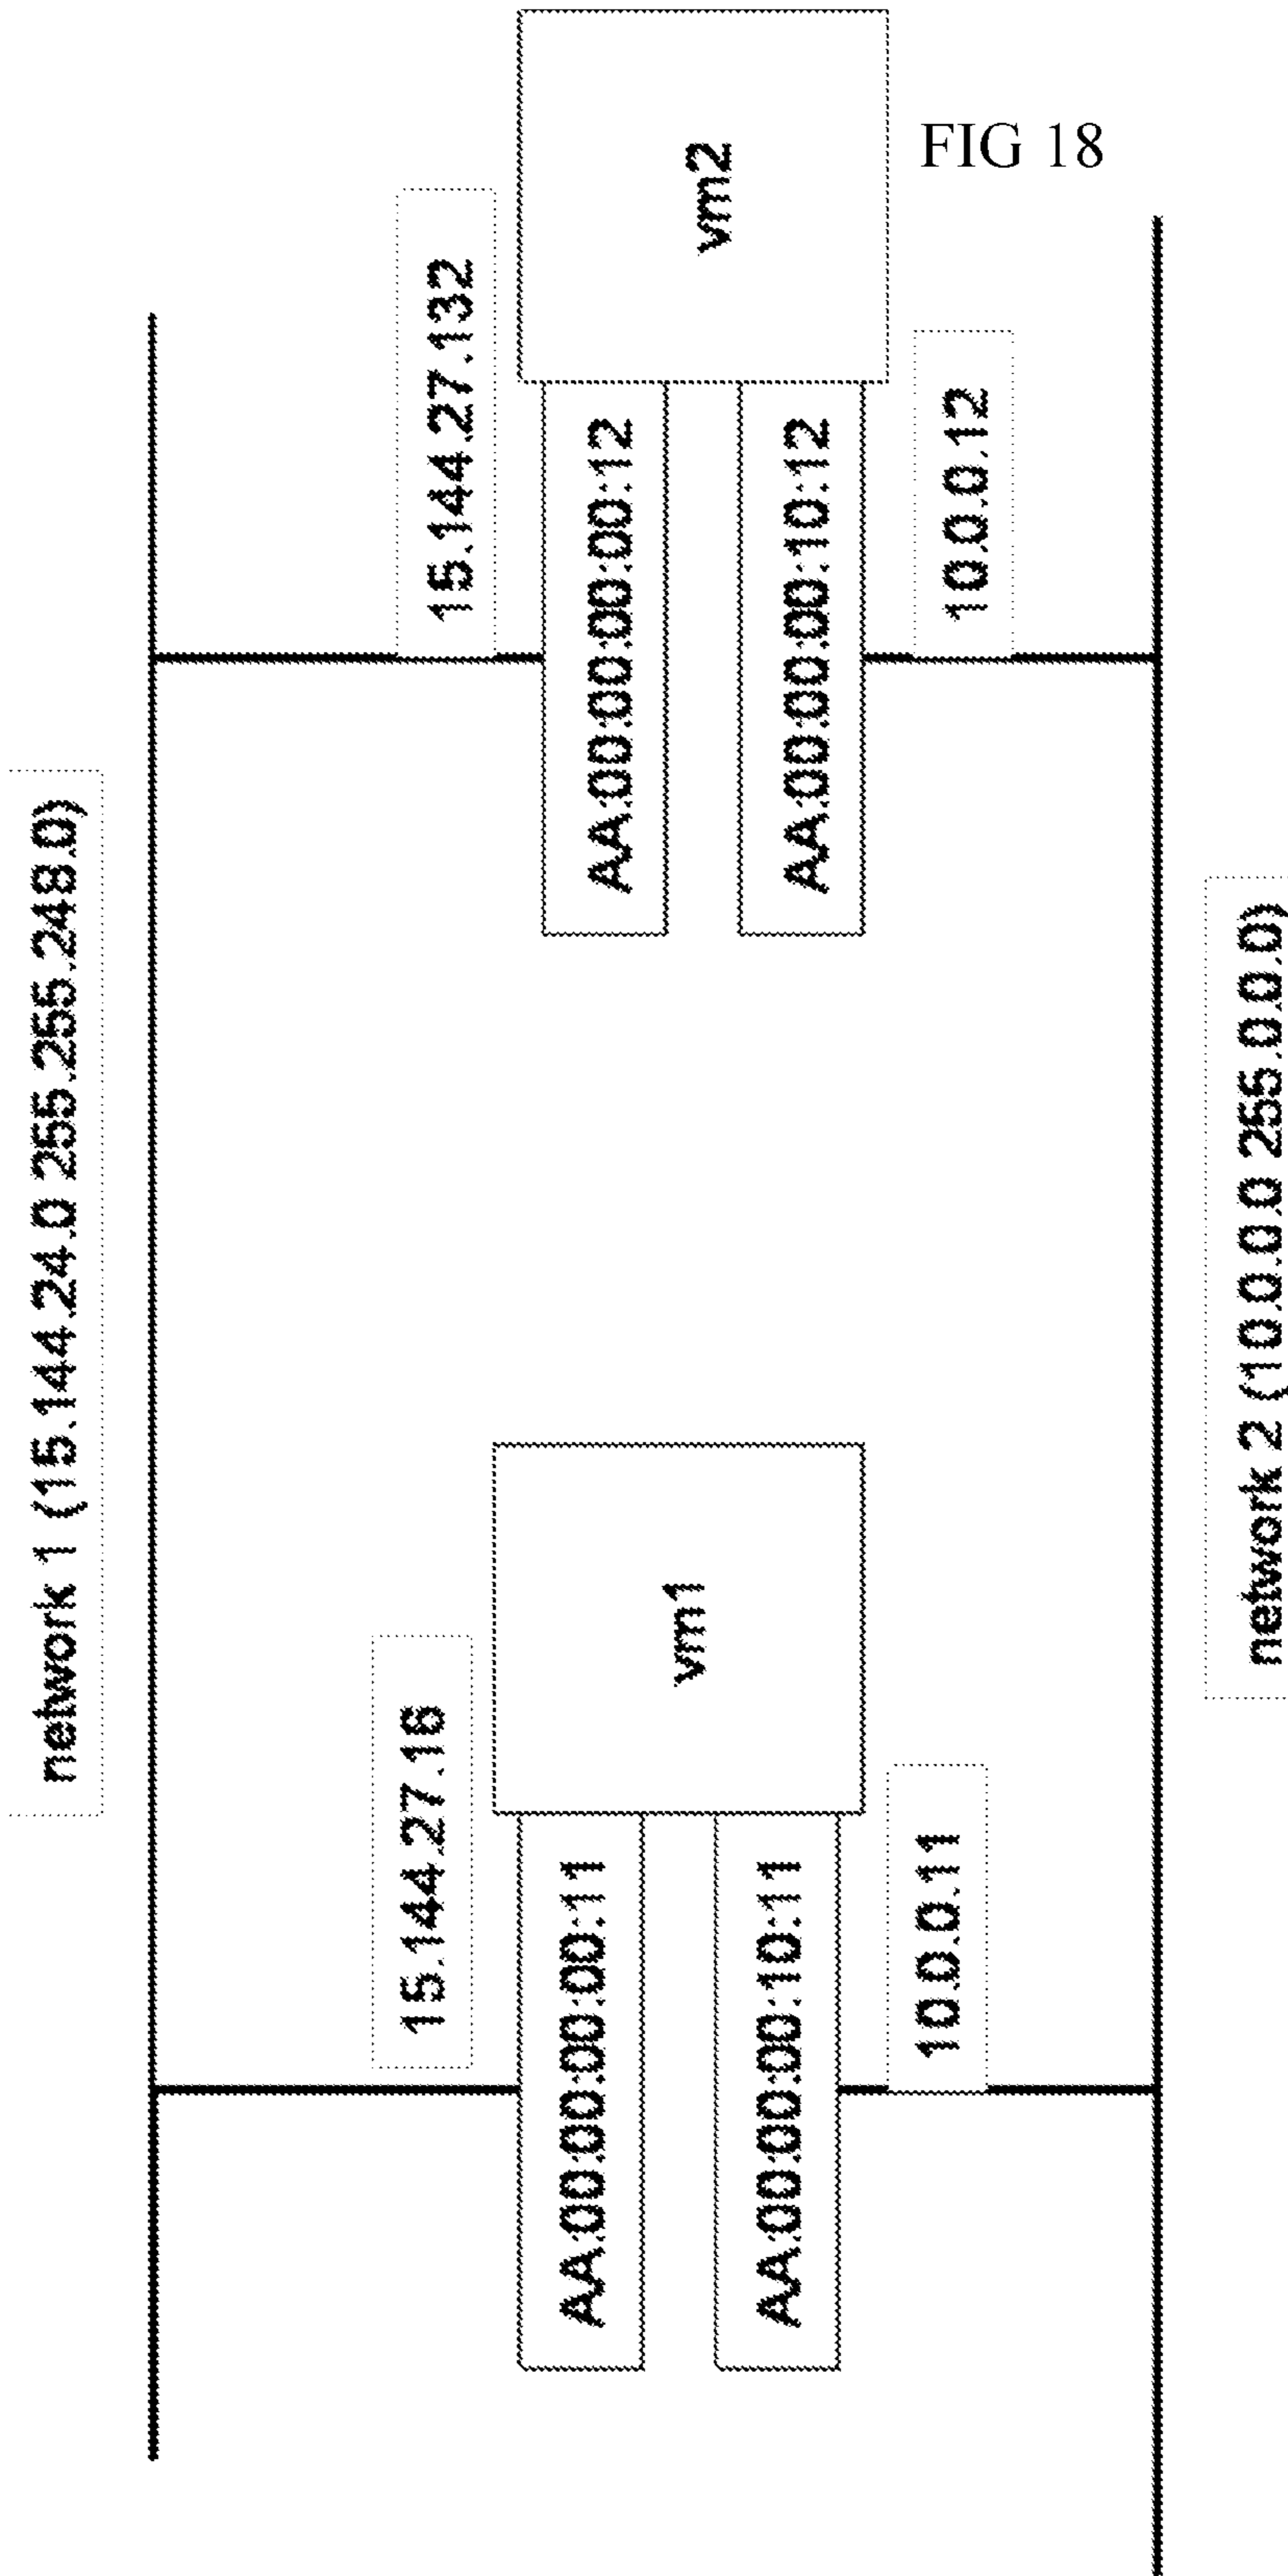 network 1 (15.144.24.0 255.255.248.0)
15.144.27.16
15.144.27.132
AA:00:00:00:00:11
vm1
AA:00:00:00:10:11
AA:00:00:00:00:12
vm2
AA:00:00:00:10:12
10.0.0.11
10.0.0.12
network 2 (10.0.0.0 255.0.0.0)
FIG 18